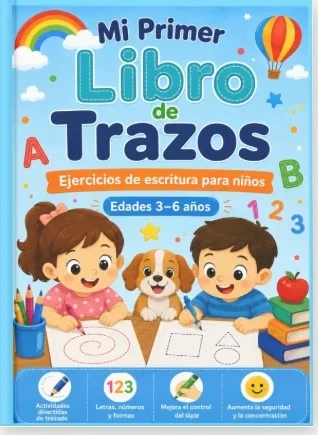 Mi Primer
Libro
de
Trazos
Ejercicios de escritura para niños
Edades 3–6 años
A
B
1 2 3
Actividades
divertidas
de trazado
123
Letras, números
y formas
Mejora el control
del lápiz
Aumenta la seguridad
y la concentración